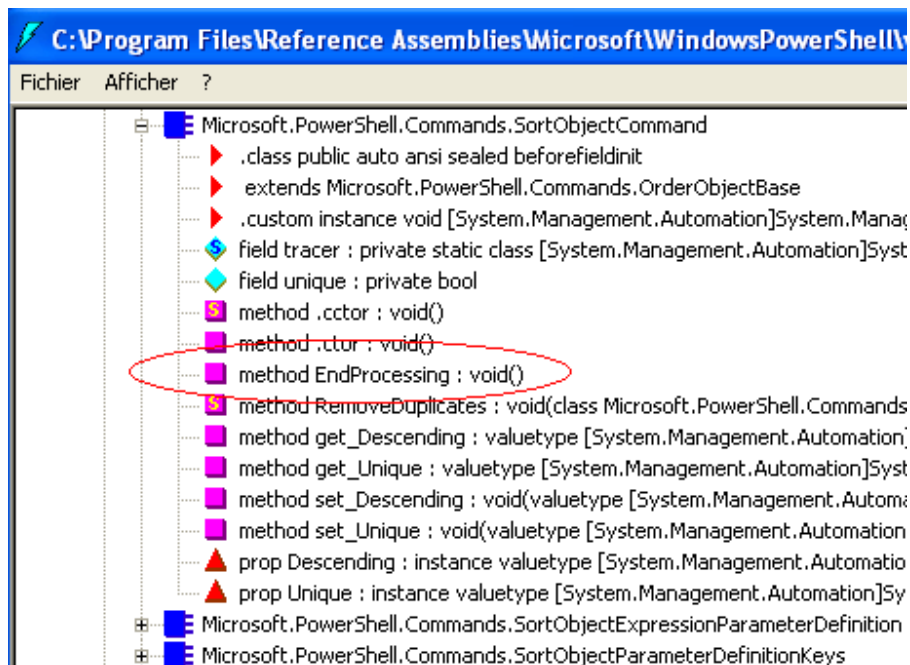 C:\Program Files\Reference Assemblies\Microsoft\WindowsPowerShell\
Fichier Afficher ?
Microsoft.PowerShell.Commands.SortObjectCommand
.class public auto ansi sealed beforefieldinit
extends Microsoft.PowerShell.Commands.OrderObjectBase
.custom instance void [System.Management.Automation]System.Manag
field tracer : private static class [System.Management.Automation]Syst
field unique : private bool
S method .cctor : void()
method .ctor : void()
method EndProcessing : void()
S method RemoveDuplicates : void(class Microsoft.PowerShell.Commands
method get_Descending : valuetype [System.Management.Automation]
method get_Unique : valuetype [System.Management.Automation]Syst
method set_Descending : void(valuetype [System.Management.Automa
method set_Unique : void(valuetype [System.Management.Automation
prop Descending : instance valuetype [System.Management.Automatio
prop Unique : instance valuetype [System.Management.Automation]Sy
Microsoft.PowerShell.Commands.SortObjectExpressionParameterDefinition
Microsoft.PowerShell.Commands.SortObjectParameterDefinitionKeys